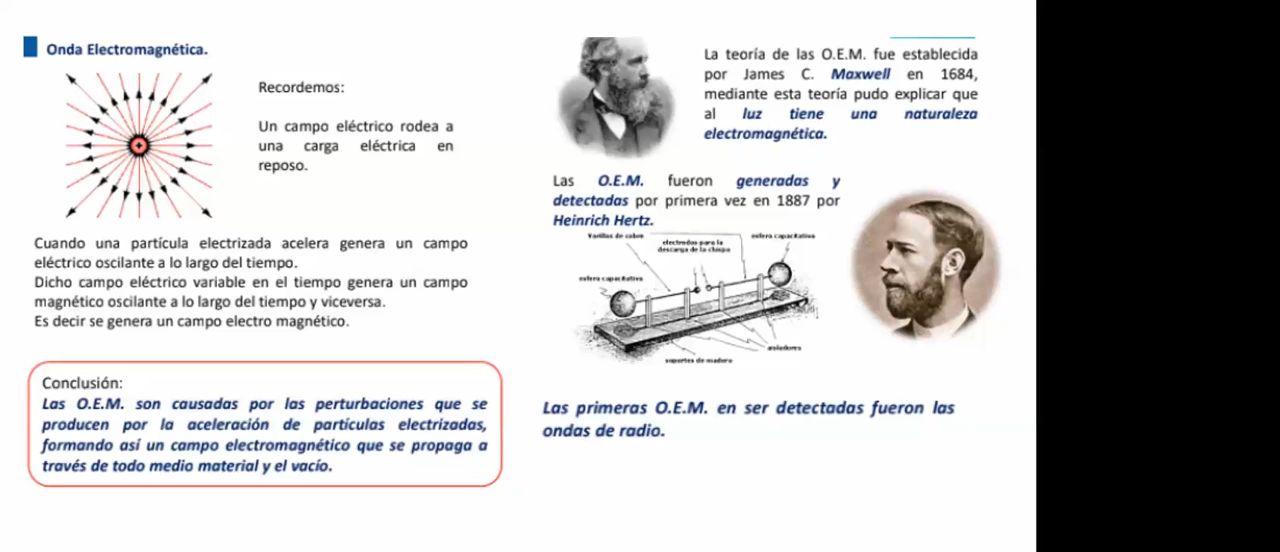 Onda Electromagnética.
Recordemos:
Un campo eléctrico rodea a
una carga eléctrica en
reposo.
Cuando una partícula electrizada acelera genera un campo
eléctrico oscilante a lo largo del tiempo.
Dicho campo eléctrico variable en el tiempo genera un campo
magnético oscilante a lo largo del tiempo y viceversa.
Es decir se genera un campo electro magnético.
Conclusión:
Las O.E.M. son causadas por las perturbaciones que se
producen por la aceleración de partículas electrizadas,
formando así un campo electromagnético que se propaga a
través de todo medio material y el vacío.
La teoría de las O.E.M. fue establecida
por James C. Maxwell en 1684,
mediante esta teoría pudo explicar que
al luz tiene una naturaleza
electromagnética.
Las O.E.M. fueron generadas y
detectadas por primera vez en 1887 por
Heinrich Hertz.
Varillas de cobre
electrodos para la
descarga de la chispa
esfera capacitativa
esfera capacitativa
aisladores
soportes de madera
Las primeras O.E.M. en ser detectadas fueron las
ondas de radio.